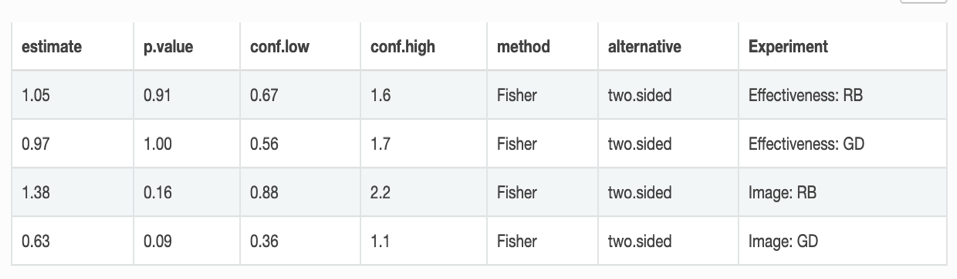 estimate p.value conf.low conf.high method alternative Experiment
1.05 0.91 0.67 1.6 Fisher two.sided Effectiveness: RB
0.97 1.00 0.56 1.7 Fisher two.sided Effectiveness: GD
1.38 0.16 0.88 2.2 Fisher two.sided Image: RB
0.63 0.09 0.36 1.1 Fisher two.sided Image: GD